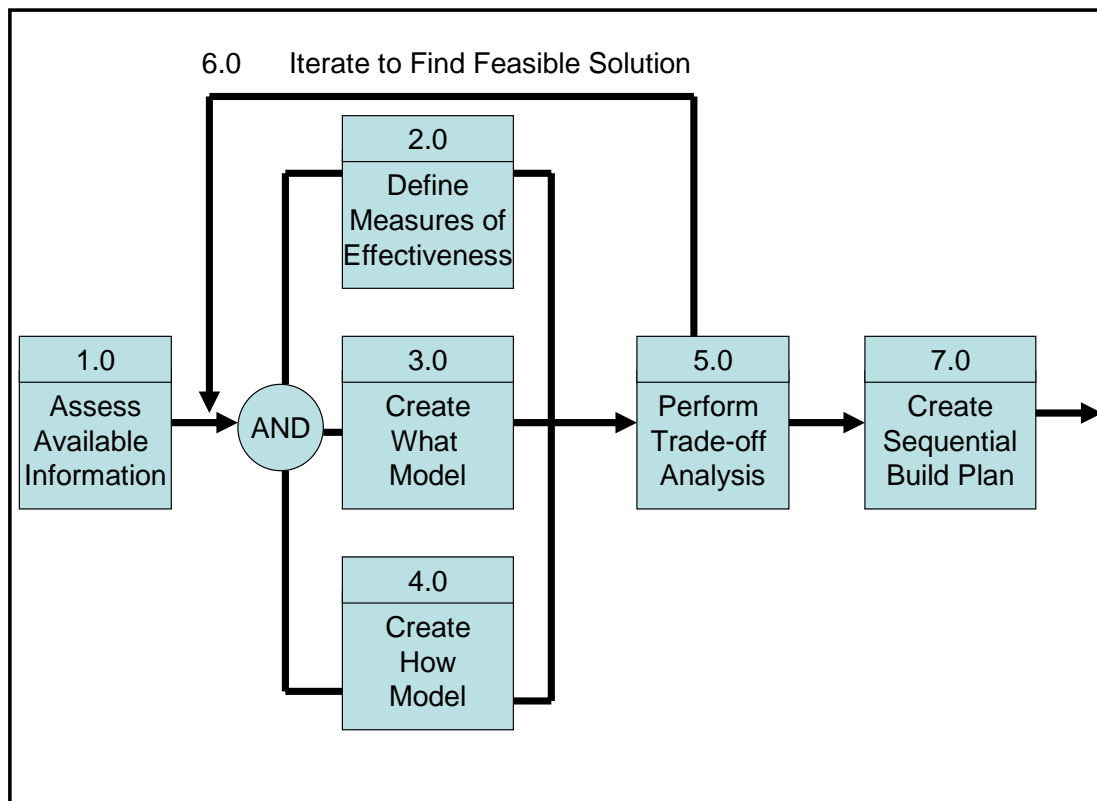 6.0 Iterate to Find Feasible Solution
2.0
Define
Measures of
Effectiveness
1.0
Assess
Available
Information
AND
3.0
Create
What
Model
4.0
Create
How
Model
5.0
Perform
Trade-off
Analysis
7.0
Create
Sequential
Build Plan